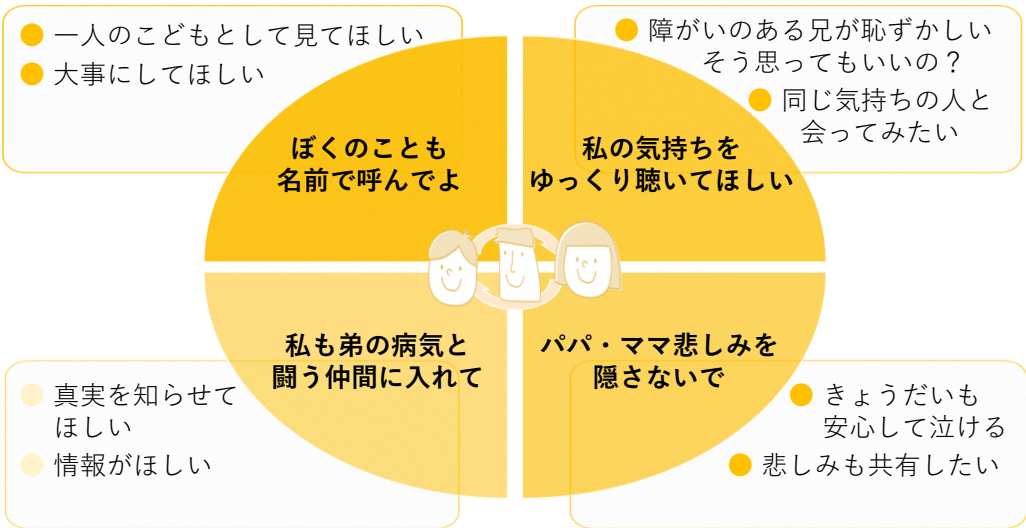 ● 一人のこどもとして見てほしい
● 大事にしてほしい
ぼくのことも
名前で呼んでよ
● 障がいのある兄が恥ずかしい
そう思ってもいいの？
● 同じ気持ちの人と
会ってみたい
私の気持ちを
ゆっくり聴いてほしい
私も弟の病気と
闘う仲間に入れて
● 真実を知らせて
ほしい
● 情報がほしい
パパ・ママ悲しみを
隠さないで
● きょうだいも
安心して泣ける
● 悲しみも共有したい